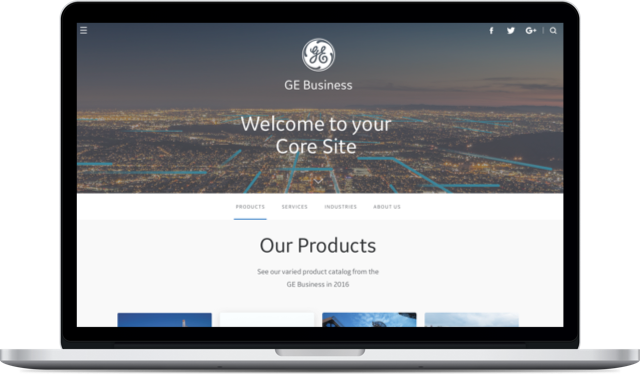 GE Business
Welcome to your
Core Site
PRODUCTS SERVICES INDUSTRIES ABOUT US
Our Products
See our varied product catalog from the
GE Business in 2016